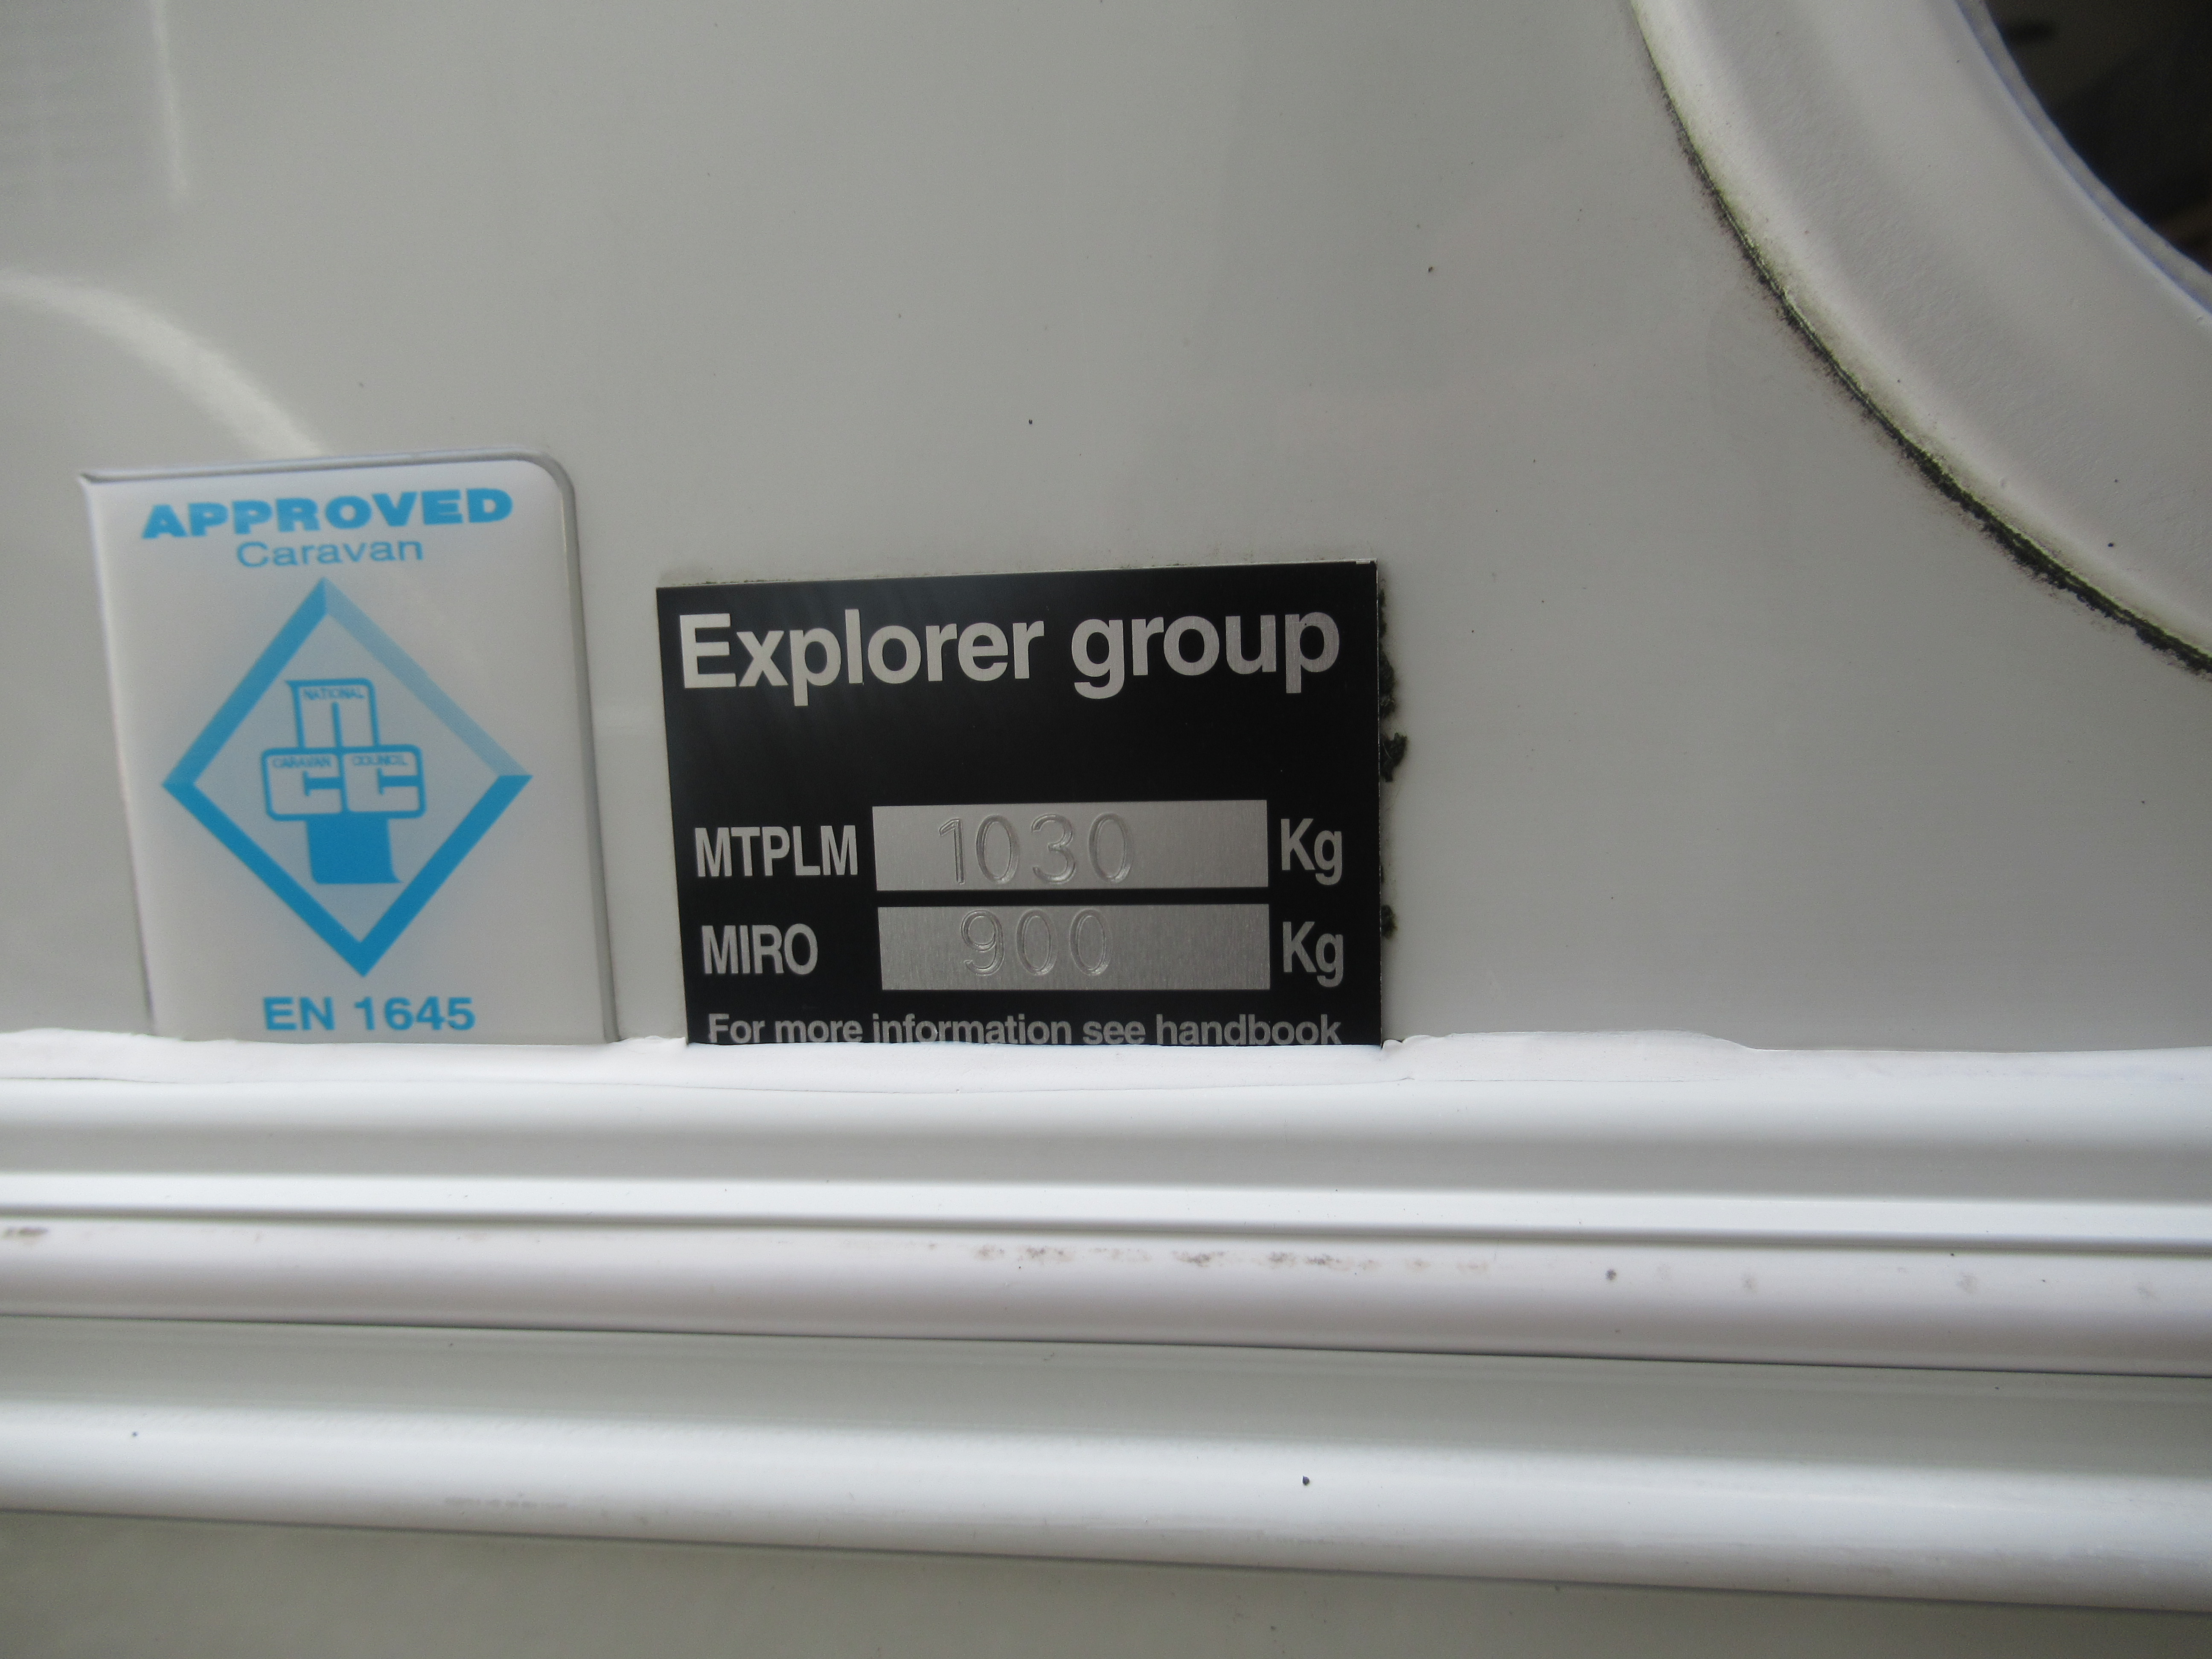 APPROVED
Caravan
NATIONAL
n
CARAVAN COUNCIL
CC
EN 1645
Explorer group
MTPLM 1030 Kg
MIRO 900 Kg
For more information see handbook